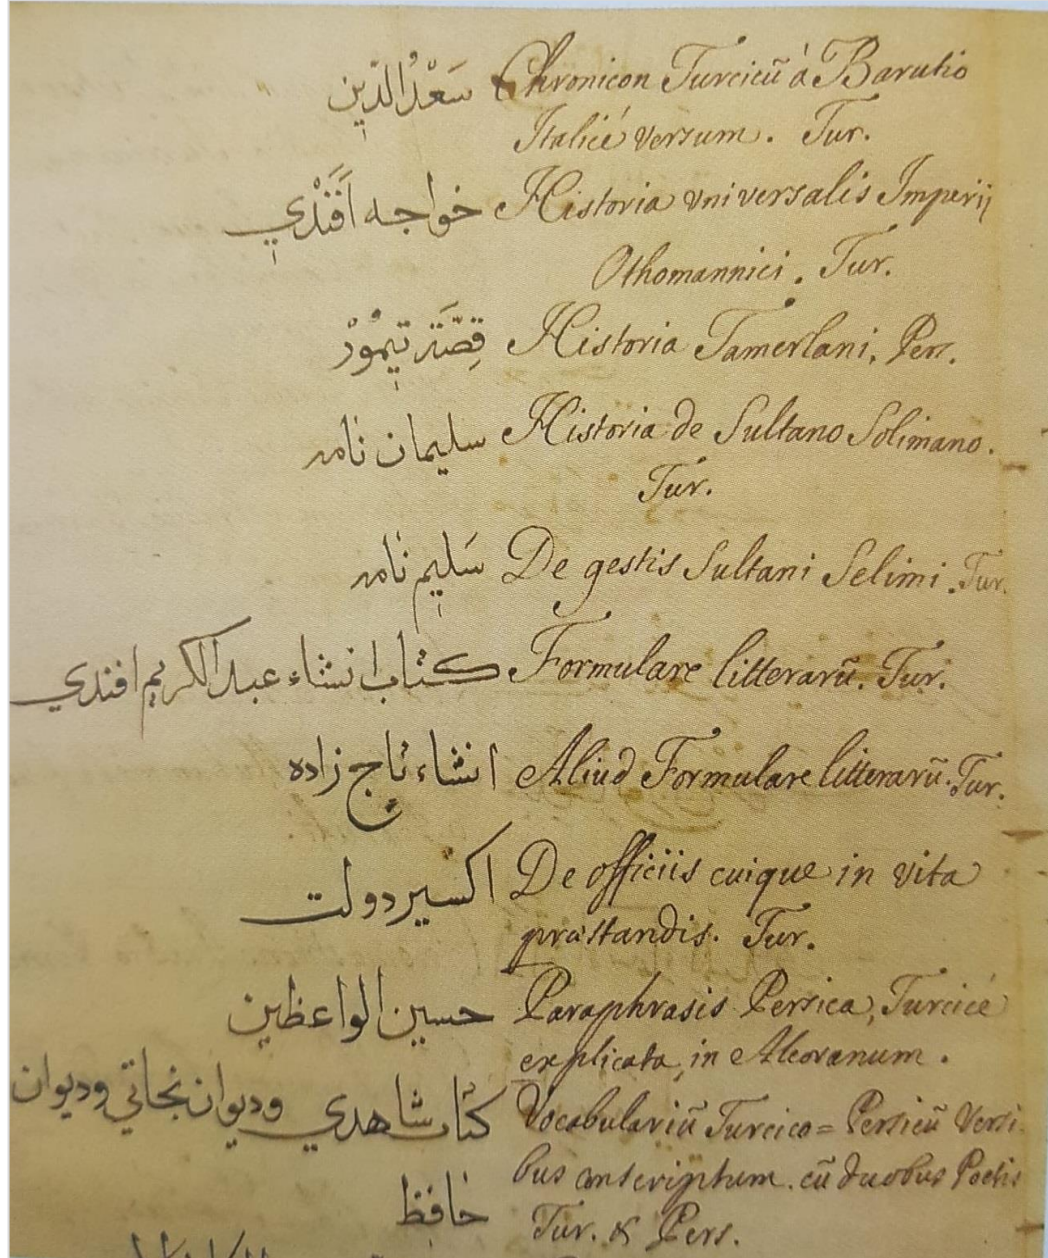 سَعْدُ الدِّين Chronicon Turcicũ á Barutio
Italicé versum. Tur.
خواجه اَفَنْدِي Historia vniversalis Imperij
Othomannici. Tur.
قِصَّة تِيمُورْ Historia Tamerlani. Pers.
سليمان نامه Historia de Sultano Solimano.
Tur.
سَلِيم نامه De gestis Sultani Selimi. Tur.
كتاب انشاء عبد الكريم افندي Formulare litterarũ. Tur.
انشاء تاجِ زاده Aliud Formulare litterarũ. Tur.
اكسير دولت De officiis cuique in vita
præstandis. Tur.
حسين الواعظين Paraphrasis Persica, Turcicé
explicata, in Alcoranum.
كتاب شاهدي وديوان نجاتي وديوان Vocabulariũ Turcico=Persicũ Versi
حافظ bus conscriptum. cũ duobus Poetis
Tur. & Pers.